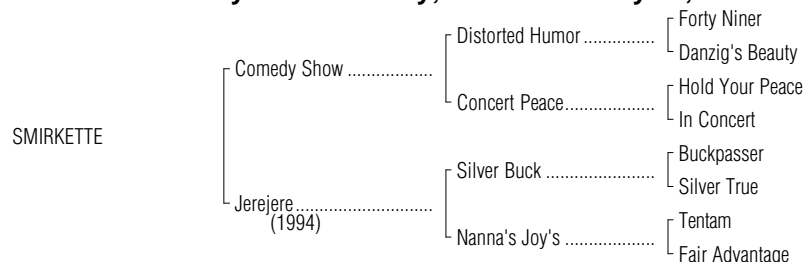 Forty Niner
Distorted Humor ...............
Danzig's Beauty
Comedy Show ..................
Hold Your Peace
Concert Peace...................
In Concert
SMIRKETTE
Buckpasser
Silver Buck .......................
Silver True
Jerejere.............................
(1994)
Tentam
Nanna's Joy's ...................
Fair Advantage